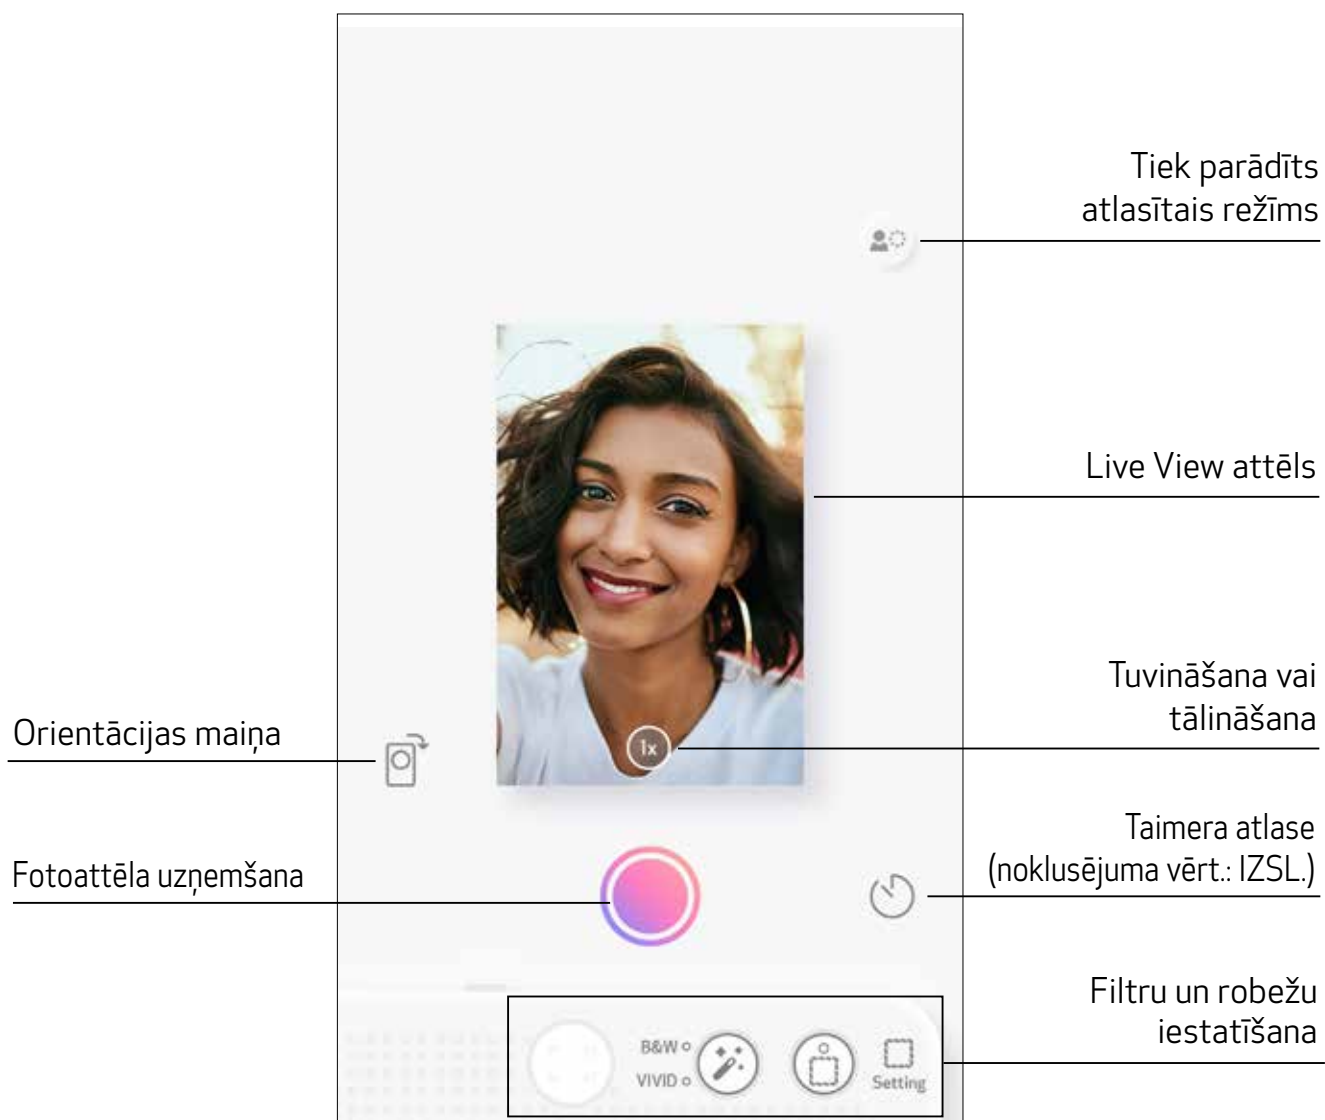 Tiek parādīts
atlasītais režīms
Live View attēls
Tuvināšana vai
tālināšana
Orientācijas maiņa
1x
Taimera atlase
(noklusējuma vērt.: IZSL.)
Fotoattēla uzņemšana
Filtru un robežu
iestatīšana
B&W
VIVID
Setting